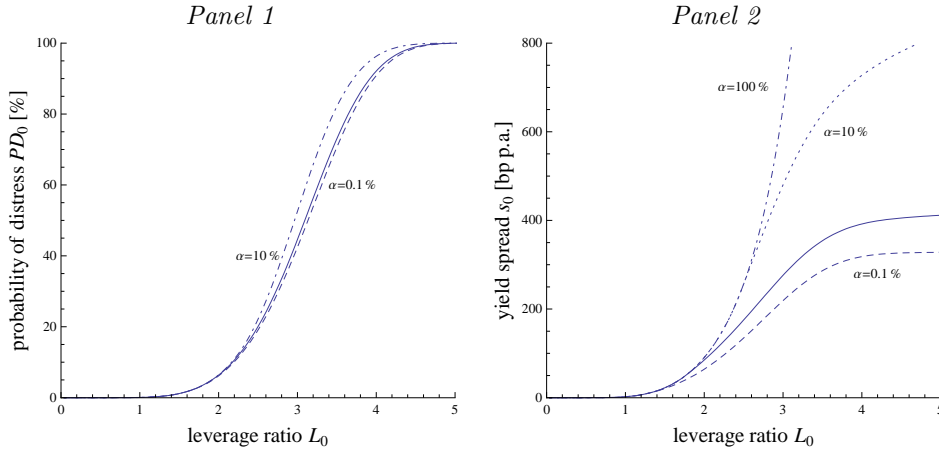 Panel 1
100
80
60
40
20
0
0 1 2 3 4 5
probability of distress PD0 [%]
leverage ratio L0
α=0.1 %
α=10 %
Panel 2
800
600
400
200
0
0 1 2 3 4 5
yield spread s0 [bp p.a.]
leverage ratio L0
α=100 %
α=10 %
α=0.1 %